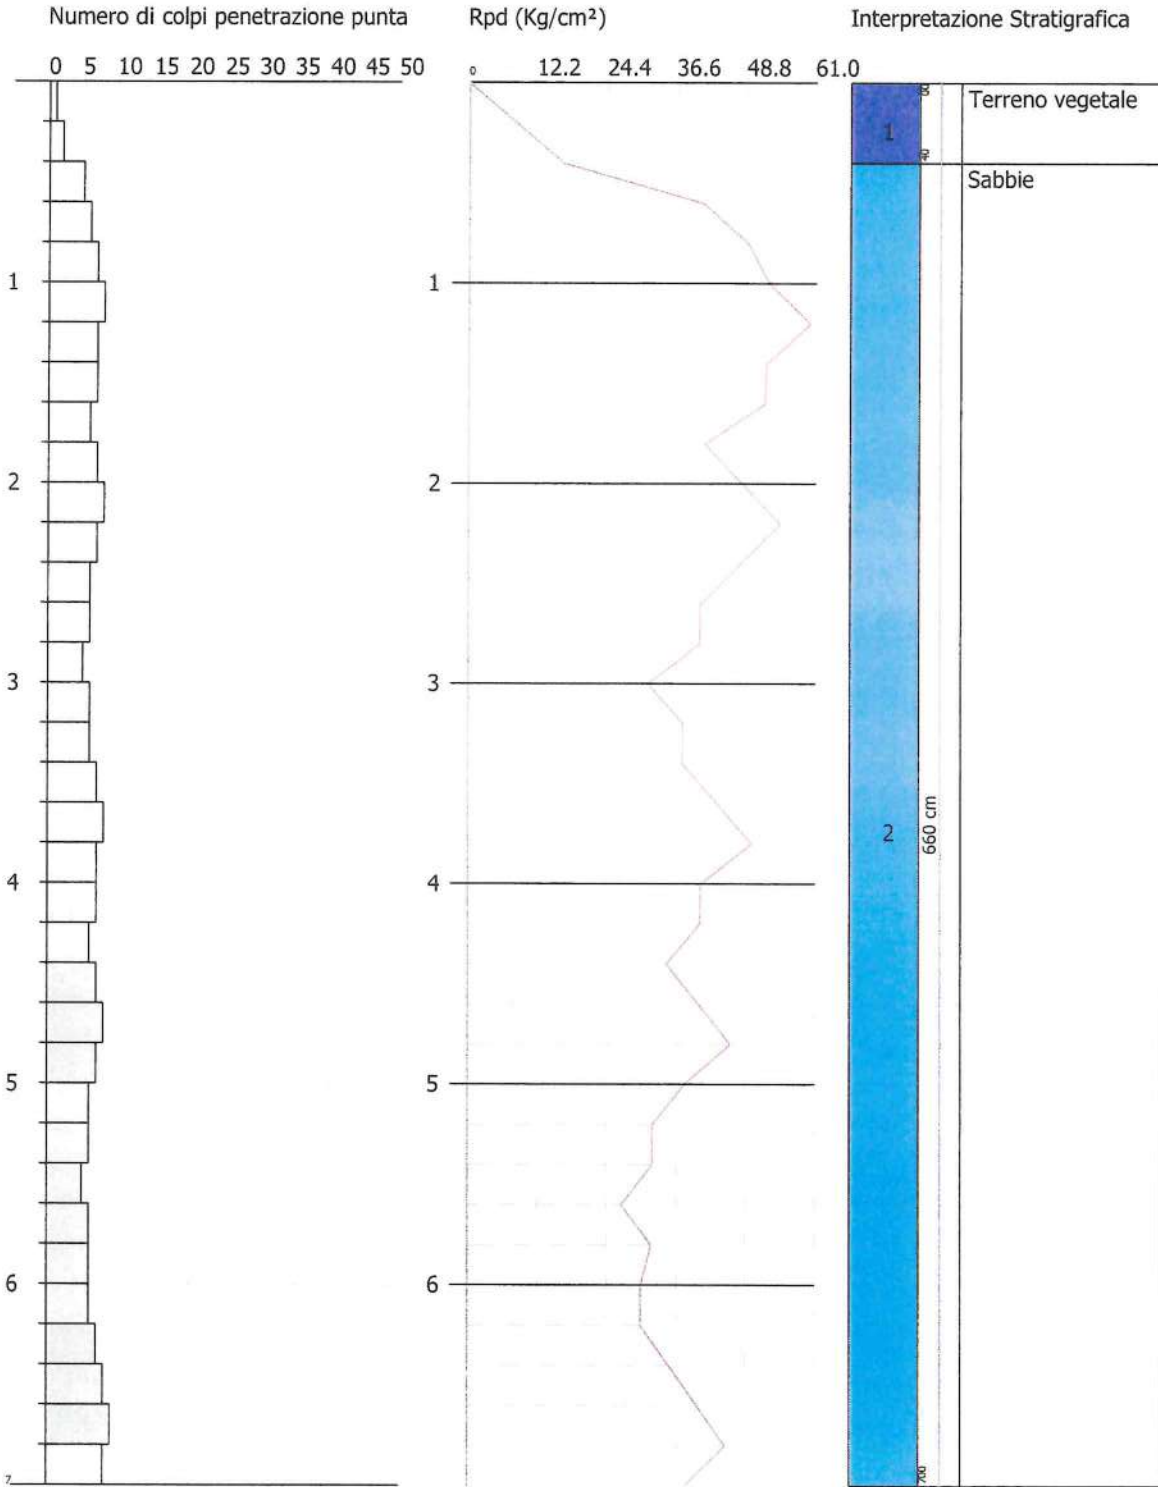 Numero di colpi penetrazione punta
0 5 10 15 20 25 30 35 40 45 50
1
2
3
4
5
6
7
Rpd (Kg/cm²)
0 12.2 24.4 36.6 48.8 61.0
1
2
3
4
5
6
Interpretazione Stratigrafica
1
40
Terreno vegetale
2
660 cm
700
Sabbie